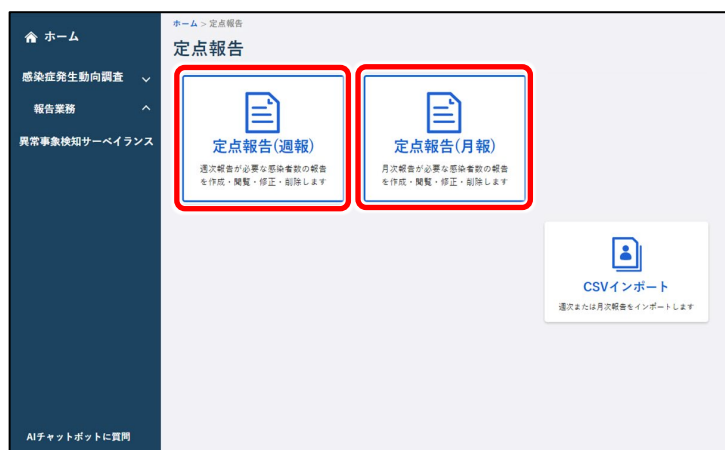 ホーム
感染症発生動向調査
報告業務
異常事象検知サーベイランス
AIチャットボットに質問
ホーム > 定点報告
定点報告
定点報告(週報)
週次報告が必要な感染者数の報告
を作成・閲覧・修正・削除します
定点報告(月報)
月次報告が必要な感染者数の報告
を作成・閲覧・修正・削除します
CSVインポート
週次または月次報告をインポートします